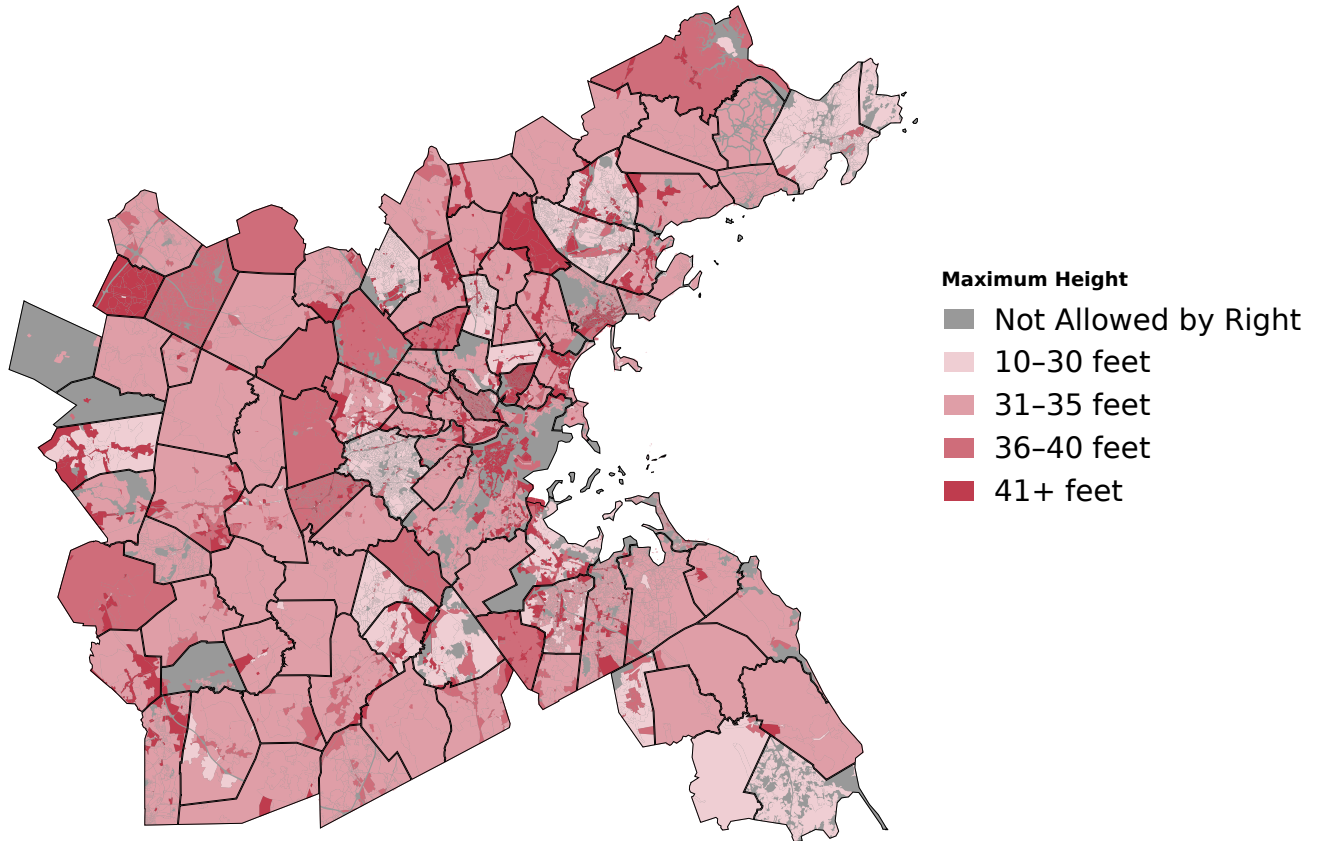 Maximum Height
Not Allowed by Right
10–30 feet
31–35 feet
36–40 feet
41+ feet